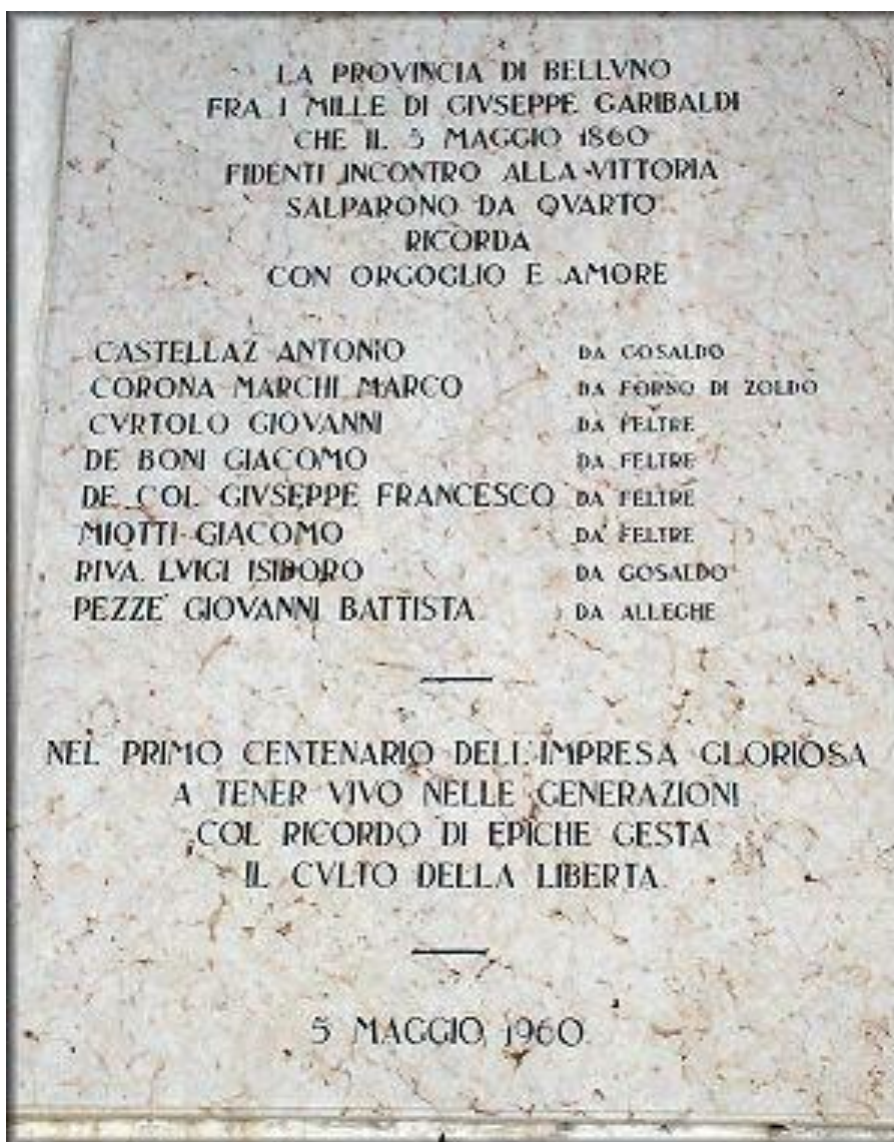 LA PROVINCIA DI BELLVNO
FRA I MILLE DI GIVSEPPE GARIBALDI
CHE IL 5 MAGGIO 1860
FIDENTI INCONTRO ALLA VITTORIA
SALPARONO DA QVARTO
RICORDA
CON ORGOGLIO E AMORE
CASTELLAZ ANTONIO DA GOSALDO
CORONA MARCHI MARCO DA FORNO DI ZOLDO
CVRTOLO GIOVANNI DA FELTRE
DE BONI GIACOMO DA FELTRE
DE COL GIVSEPPE FRANCESCO DA FELTRE
MIOTTI GIACOMO DA FELTRE
RIVA LVIGI ISIDORO DA GOSALDO
PEZZE' GIOVANNI BATTISTA DA ALLEGHE
NEL PRIMO CENTENARIO DELL'IMPRESA GLORIOSA
A TENER VIVO NELLE GENERAZIONI
COL RICORDO DI EPICHE GESTA
IL CVLTO DELLA LIBERTA
5 MAGGIO 1960